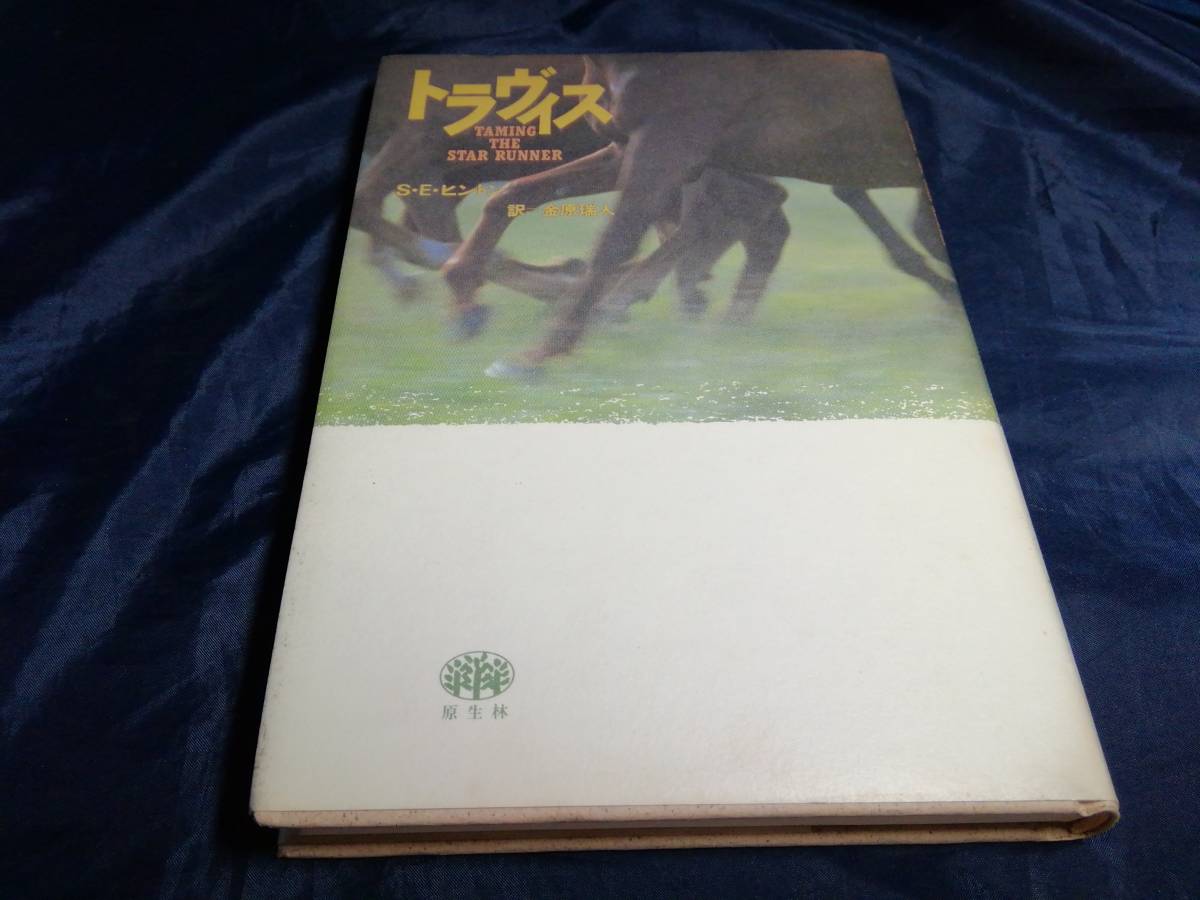 トラヴィス
TAMING
THE
STAR RUNNER
S・E・ヒントン
訳─金原瑞人
原生林